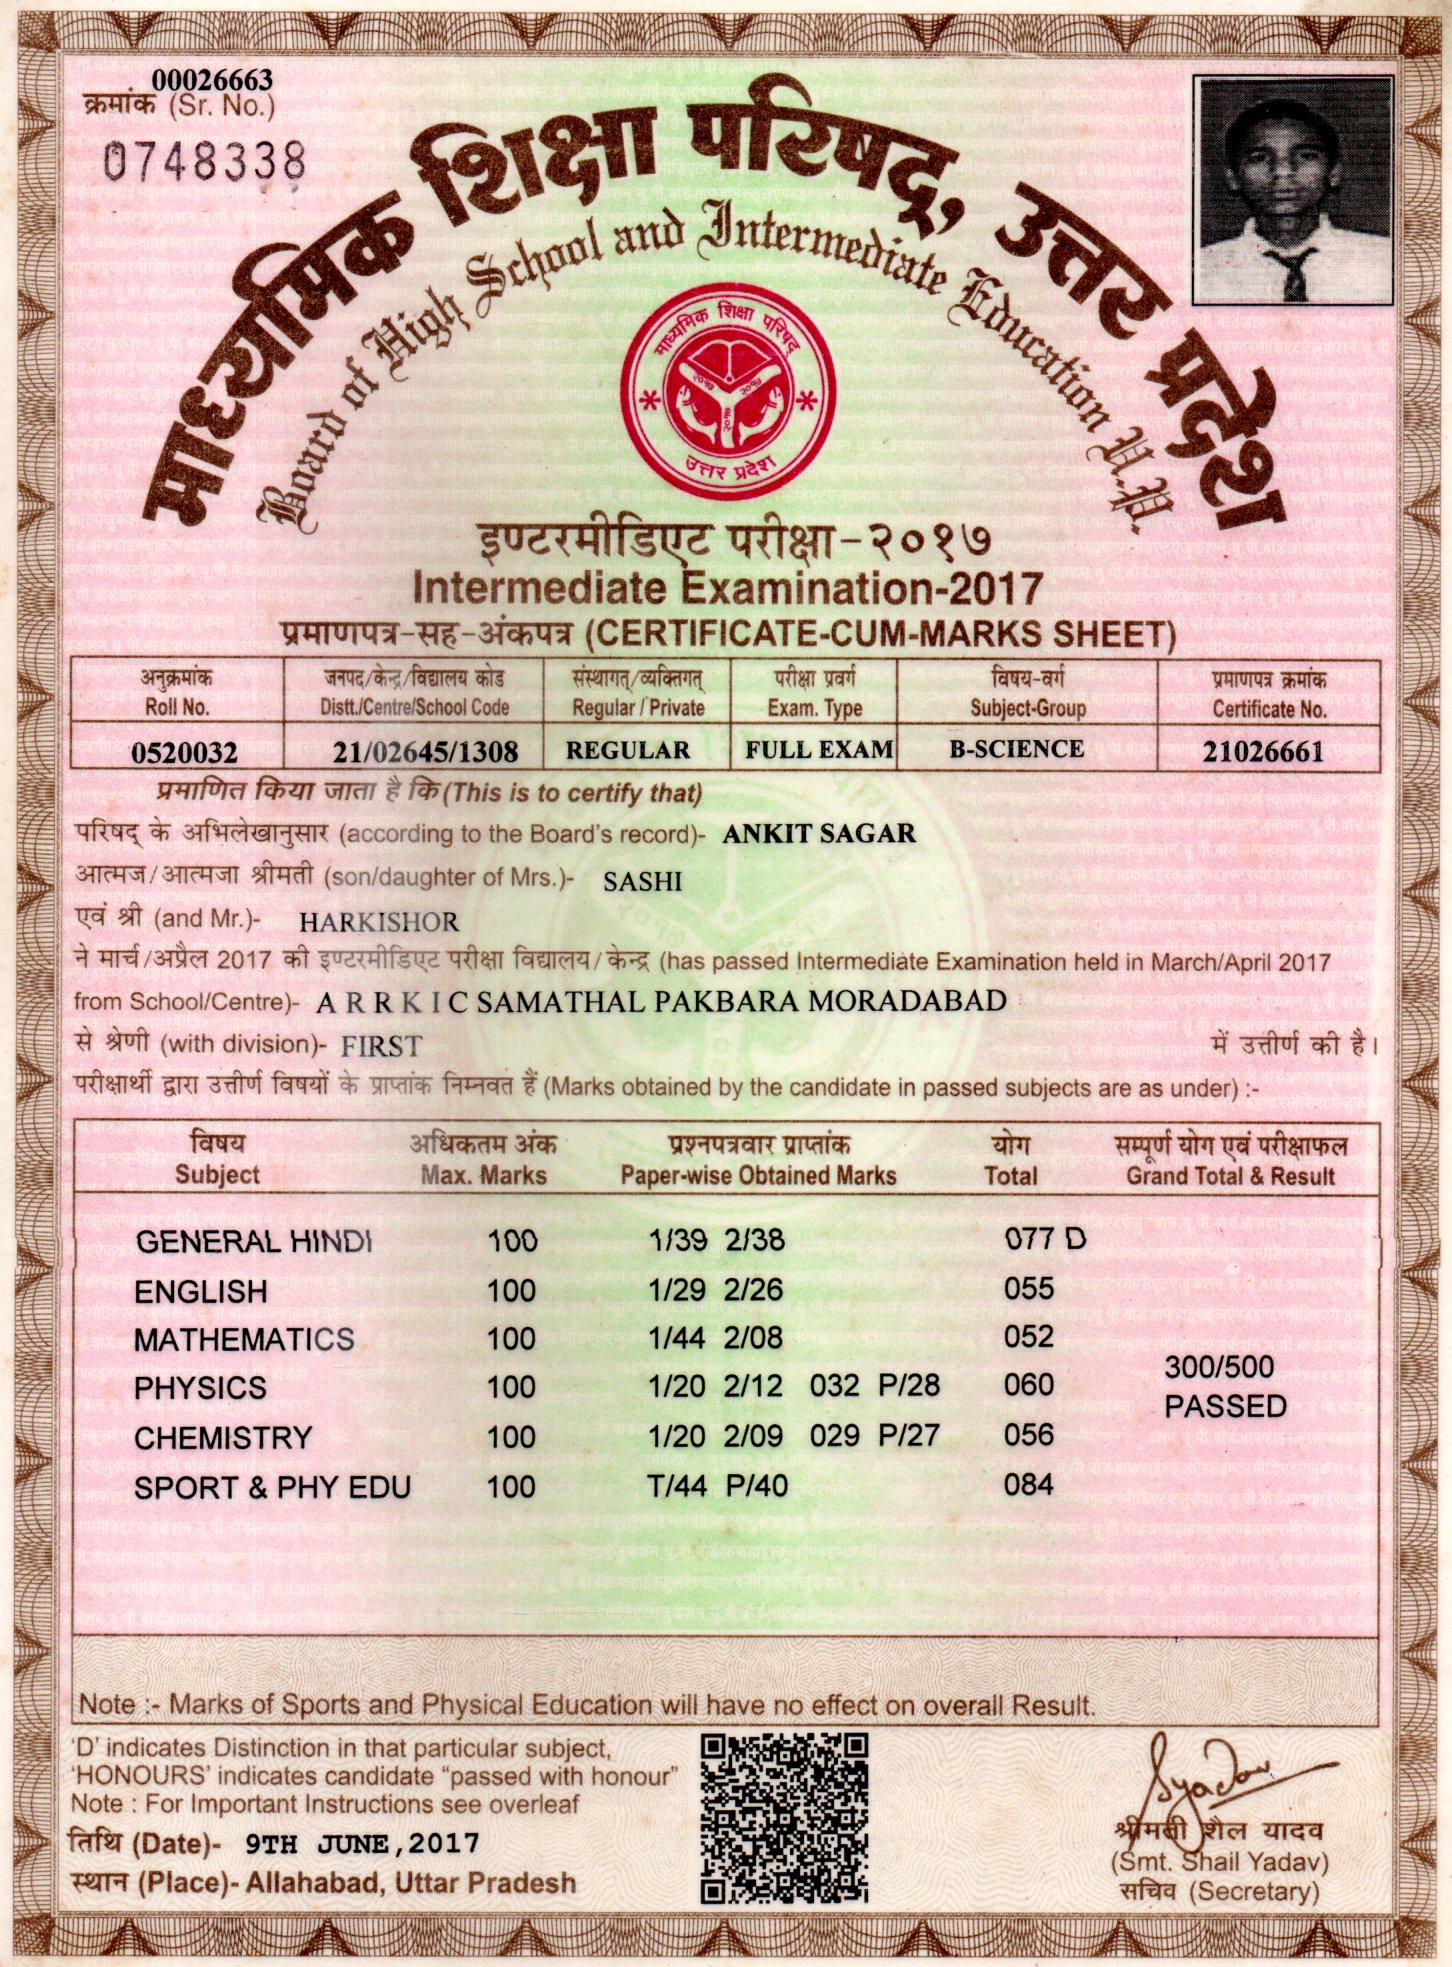 00026663
क्रमांक (Sr. No.)
0748338
माध्यमिक शिक्षा परिषद्, उत्तर प्रदेश
Board of High School and Intermediate Education U.P.
माध्यमिक शिक्षा परिषद्
२०१७ २०१७
२०१७
उत्तर प्रदेश
इण्टरमीडिएट परीक्षा-२०१७
Intermediate Examination-2017
प्रमाणपत्र-सह-अंकपत्र (CERTIFICATE-CUM-MARKS SHEET)
अनुक्रमांक जनपद/केन्द्र/विद्यालय कोड संस्थागत्/व्यक्तिगत् परीक्षा प्रवर्ग विषय-वर्ग प्रमाणपत्र क्रमांक
Roll No. Distt./Centre/School Code Regular / Private Exam. Type Subject-Group Certificate No.
0520032 21/02645/1308 REGULAR FULL EXAM B-SCIENCE 21026661
प्रमाणित किया जाता है कि (This is to certify that)
परिषद् के अभिलेखानुसार (according to the Board's record)- ANKIT SAGAR
आत्मज/आत्मजा श्रीमती (son/daughter of Mrs.)- SASHI
एवं श्री (and Mr.)- HARKISHOR
ने मार्च/अप्रैल 2017 की इण्टरमीडिएट परीक्षा विद्यालय/केन्द्र (has passed Intermediate Examination held in March/April 2017
from School/Centre)- A R R K I C SAMATHAL PAKBARA MORADABAD
से श्रेणी (with division)- FIRST में उत्तीर्ण की है।
परीक्षार्थी द्वारा उत्तीर्ण विषयों के प्राप्तांक निम्नवत हैं (Marks obtained by the candidate in passed subjects are as under) :-
विषय अधिकतम अंक प्रश्नपत्रवार प्राप्तांक योग सम्पूर्ण योग एवं परीक्षाफल
Subject Max. Marks Paper-wise Obtained Marks Total Grand Total & Result
GENERAL HINDI 100 1/39 2/38 077 D
ENGLISH 100 1/29 2/26 055
MATHEMATICS 100 1/44 2/08 052
300/500
PHYSICS 100 1/20 2/12 032 P/28 060
PASSED
CHEMISTRY 100 1/20 2/09 029 P/27 056
SPORT & PHY EDU 100 T/44 P/40 084
Note :- Marks of Sports and Physical Education will have no effect on overall Result.
'D' indicates Distinction in that particular subject,
'HONOURS' indicates candidate "passed with honour"
Note : For Important Instructions see overleaf
तिथि (Date)- 9TH JUNE,2017
स्थान (Place)- Allahabad, Uttar Pradesh
Syadav
श्रीमती शैल यादव
(Smt. Shail Yadav)
सचिव (Secretary)